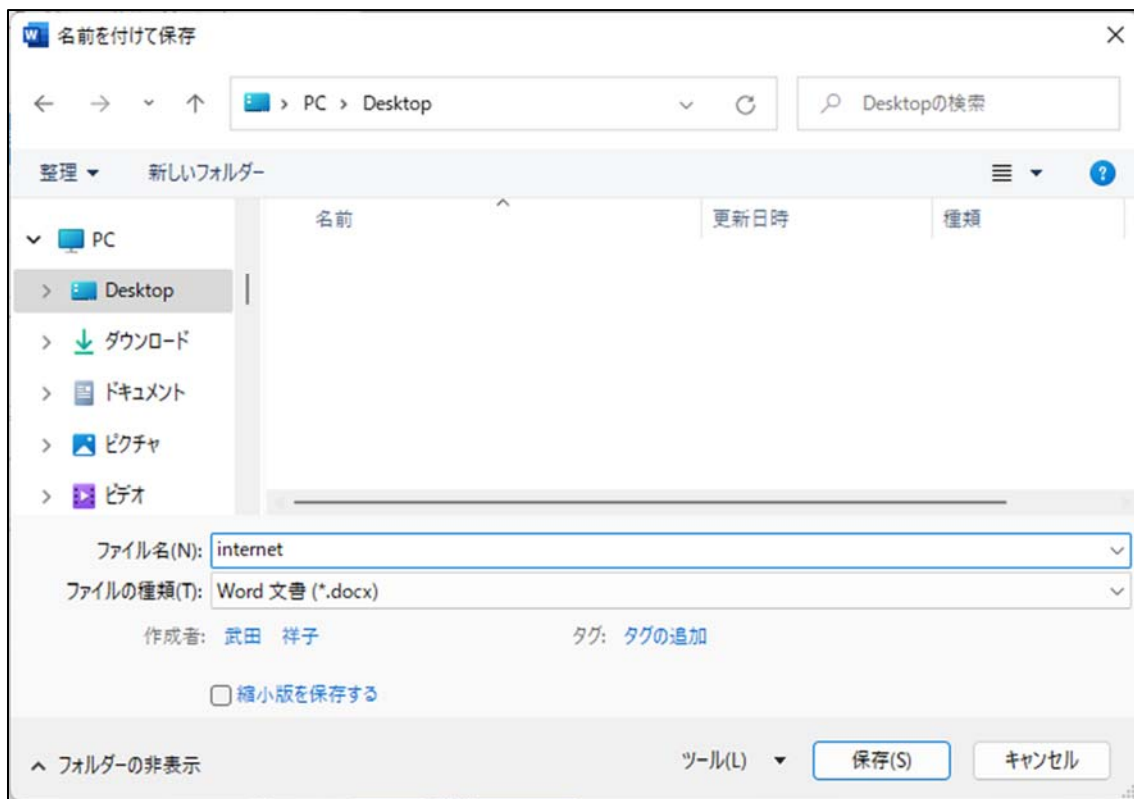 名前を付けて保存
PC > Desktop
Desktopの検索
整理
新しいフォルダー
名前
更新日時
種類
PC
Desktop
ダウンロード
ドキュメント
ピクチャ
ビデオ
ファイル名(N): internet
ファイルの種類(T): Word 文書 (*.docx)
作成者: 武田 祥子
タグ: タグの追加
縮小版を保存する
フォルダーの非表示
ツール(L)
保存(S)
キャンセル